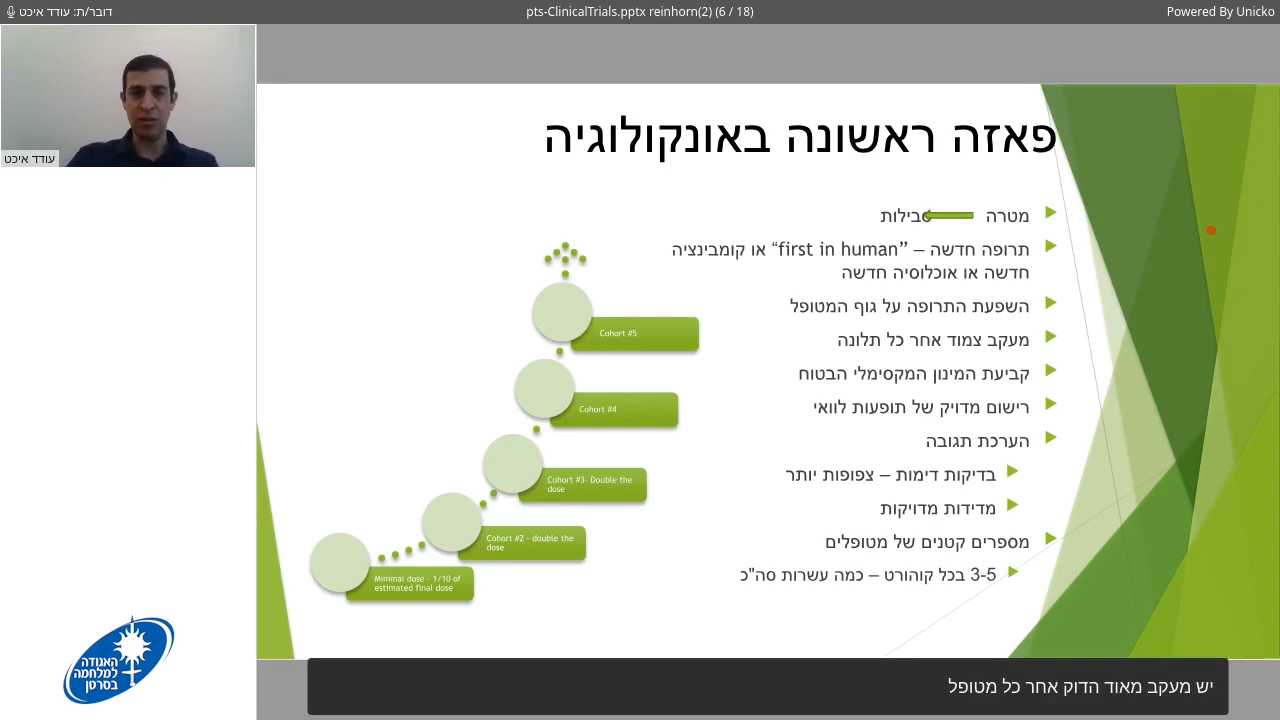 דובר/ת: עודד איכט
pts-ClinicalTrials.pptx reinhorn(2) (6 / 18)
Powered By Unicko
עודד איכט
פאזה ראשונה באונקולוגיה
מטרה סבילות
תרופה חדשה – “first in human” או קומבינציה
חדשה או אוכלוסיה חדשה
השפעת התרופה על גוף המטופל
מעקב צמוד אחר כל תלונה
קביעת המינון המקסימלי הבטוח
רישום מדויק של תופעות לוואי
הערכת תגובה
בדיקות דימות – צפופות יותר
מדידות מדויקות
מספרים קטנים של מטופלים
3-5 בכל קוהורט – כמה עשרות סה"כ
Cohort #5
Cohort #4
Cohort #3- Double the
dose
Cohort #2 - double the
dose
Minimal dose - 1/10 of
estimated final dose
האגודה
למלחמה
בסרטן
יש מעקב מאוד הדוק אחר כל מטופל